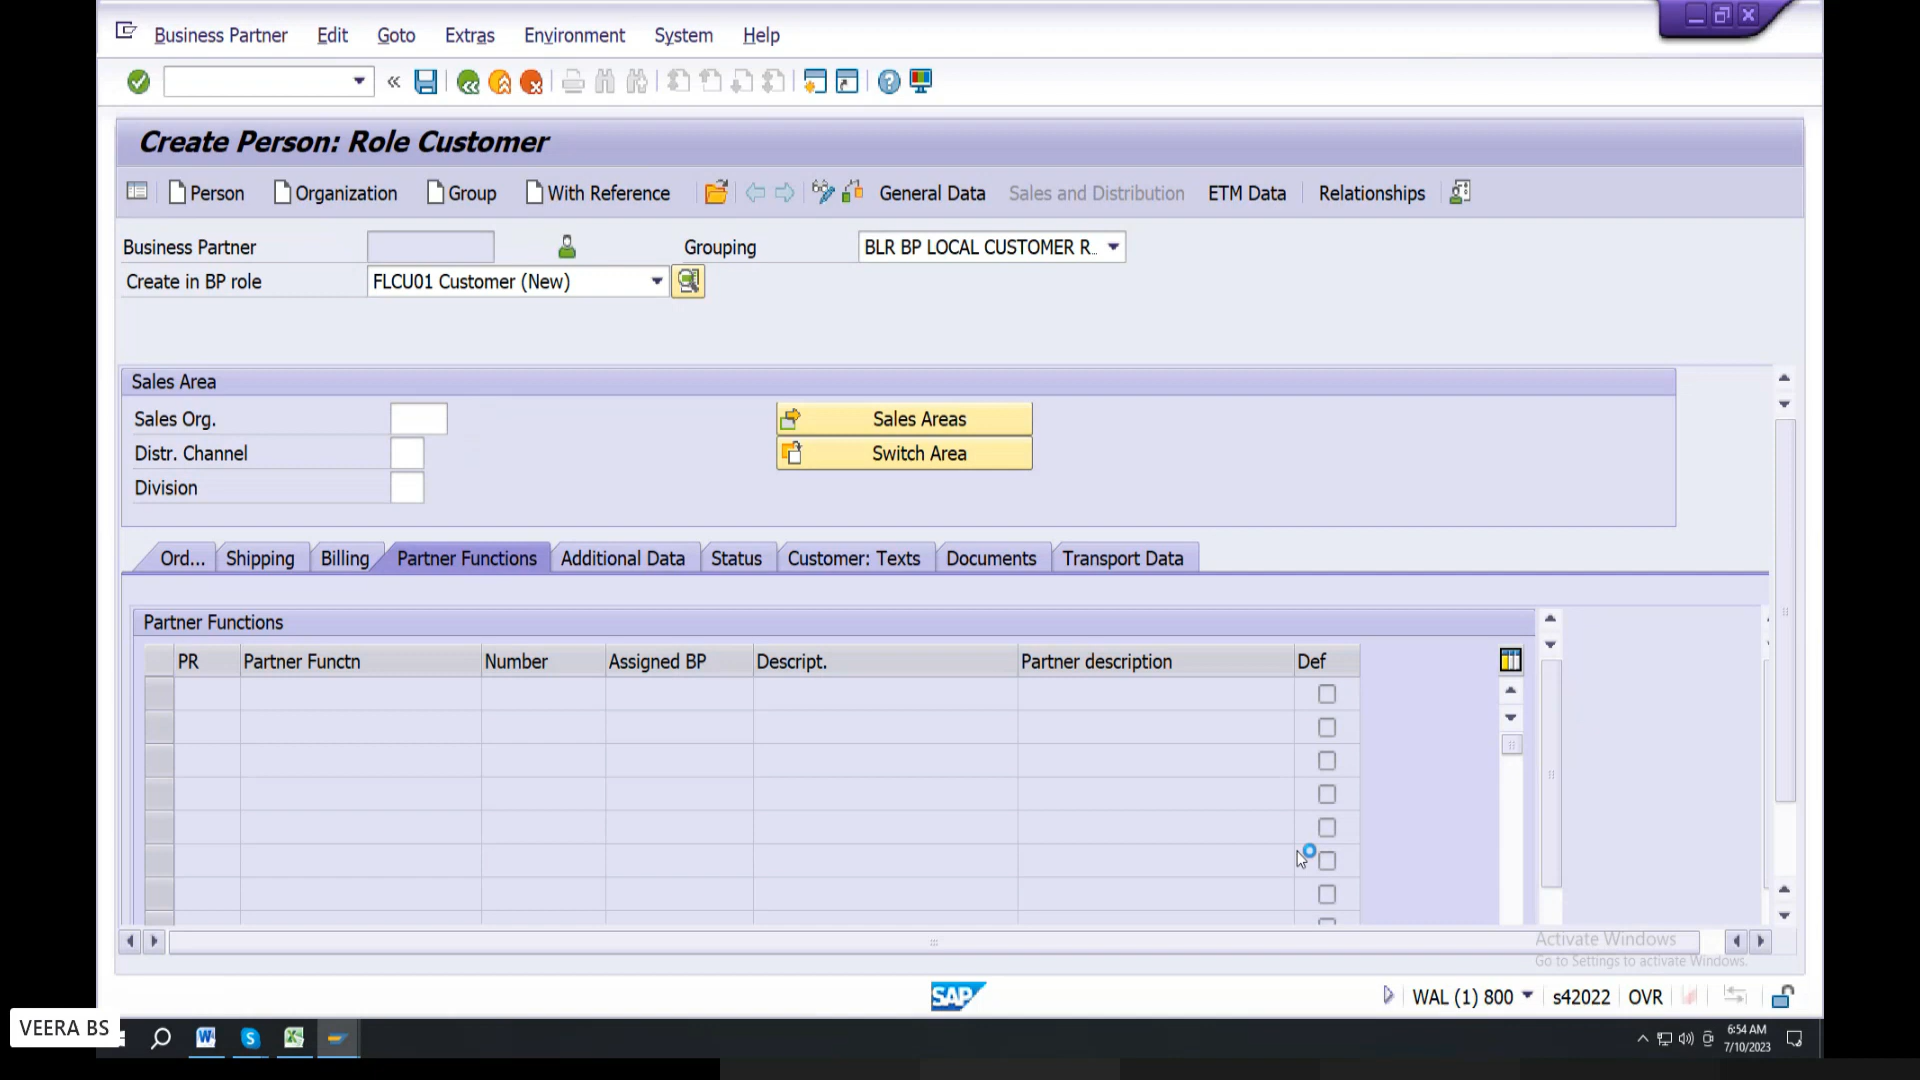 Business Partner Edit Goto Extras Environment System Help
Create Person: Role Customer
Person Organization Group With Reference General Data Sales and Distribution ETM Data Relationships
Business Partner Grouping BLR BP LOCAL CUSTOMER R..
Create in BP role FLCU01 Customer (New)
Sales Area
Sales Org. Sales Areas
Distr. Channel Switch Area
Division
Ord... Shipping Billing Partner Functions Additional Data Status Customer: Texts Documents Transport Data
Partner Functions
PR Partner Functn Number Assigned BP Descript. Partner description Def
Activate Windows
Go to Settings to activate Windows.
SAP WAL (1) 800 s42022 OVR
VEERA BS
6:54 AM
7/10/2023